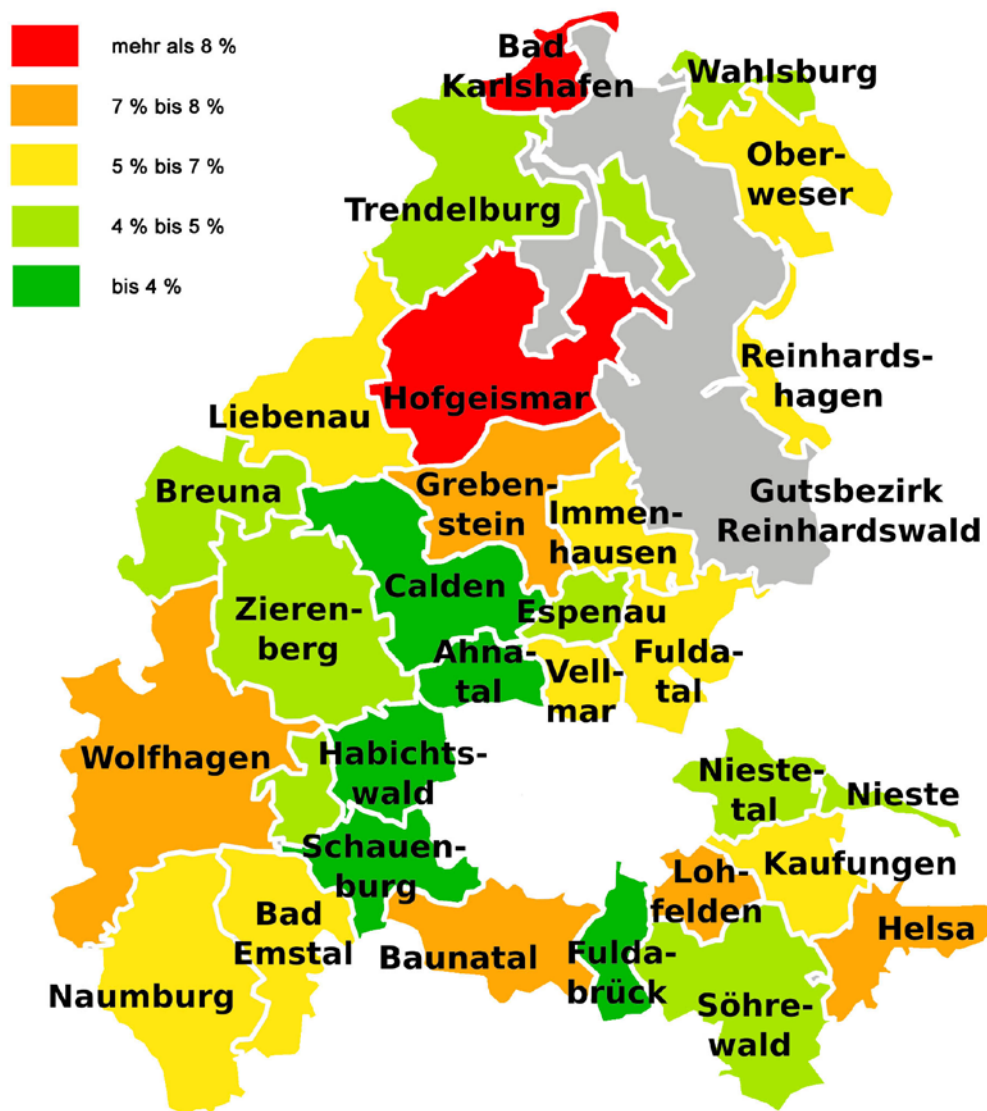 mehr als 8 %
7 % bis 8 %
5 % bis 7 %
4 % bis 5 %
bis 4 %
Bad
Karlshafen
Wahlsburg
Ober-
weser
Trendelburg
Reinhards-
hagen
Hofgeismar
Liebenau
Breuna
Greben-
stein
Immen-
hausen
Gutsbezirk
Reinhardswald
Calden
Zieren-
berg
Espenau
Ahna-
tal
Vell-
mar
Fulda-
tal
Wolfhagen
Habichts-
wald
Nieste-
tal
Nieste
Schauen-
burg
Loh-
felden
Kaufungen
Bad
Emstal
Baunatal
Fulda-
brück
Helsa
Naumburg
Söhre-
wald